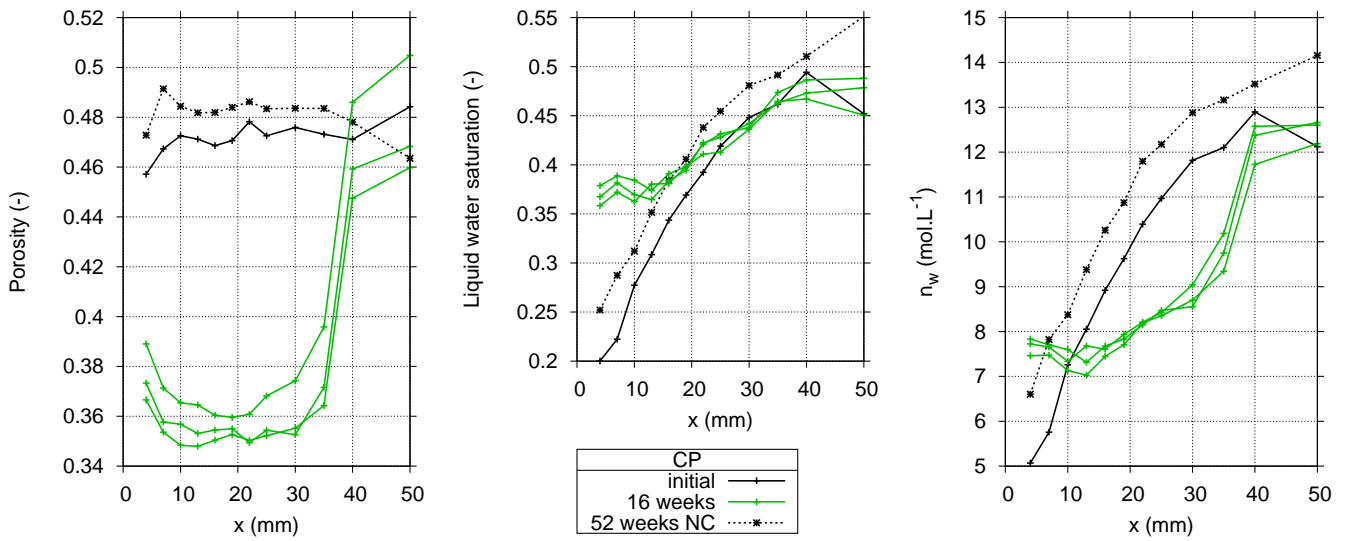 Porosity (-)
0.52
0.5
0.48
0.46
0.44
0.42
0.4
0.38
0.36
0.34
0 10 20 30 40 50
x (mm)
Liquid water saturation (-)
0.55
0.5
0.45
0.4
0.35
0.3
0.25
0.2
0 10 20 30 40 50
x (mm)
CP
initial
16 weeks
52 weeks NC
n_w (mol.L^-1)
15
14
13
12
11
10
9
8
7
6
5
0 10 20 30 40 50
x (mm)